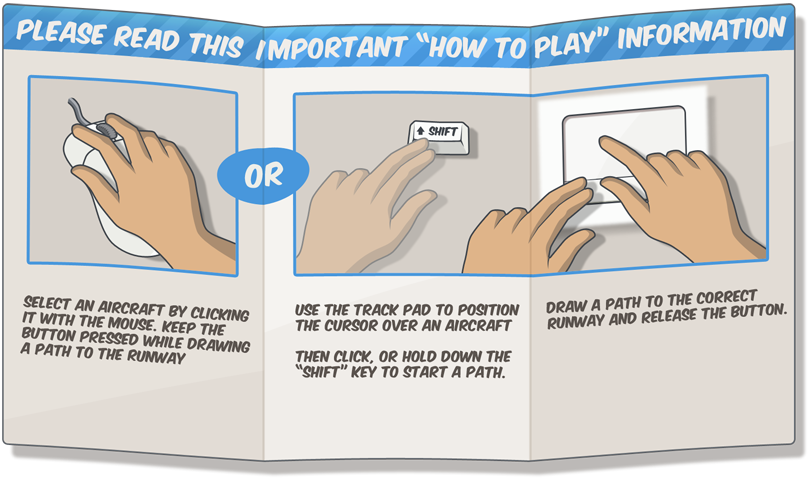 PLEASE READ THIS IMPORTANT “HOW TO PLAY” INFORMATION
OR
SHIFT
SELECT AN AIRCRAFT BY CLICKING
IT WITH THE MOUSE. KEEP THE
BUTTON PRESSED WHILE DRAWING
A PATH TO THE RUNWAY
USE THE TRACK PAD TO POSITION
THE CURSOR OVER AN AIRCRAFT
THEN CLICK, OR HOLD DOWN THE
“SHIFT” KEY TO START A PATH.
DRAW A PATH TO THE CORRECT
RUNWAY AND RELEASE THE BUTTON.